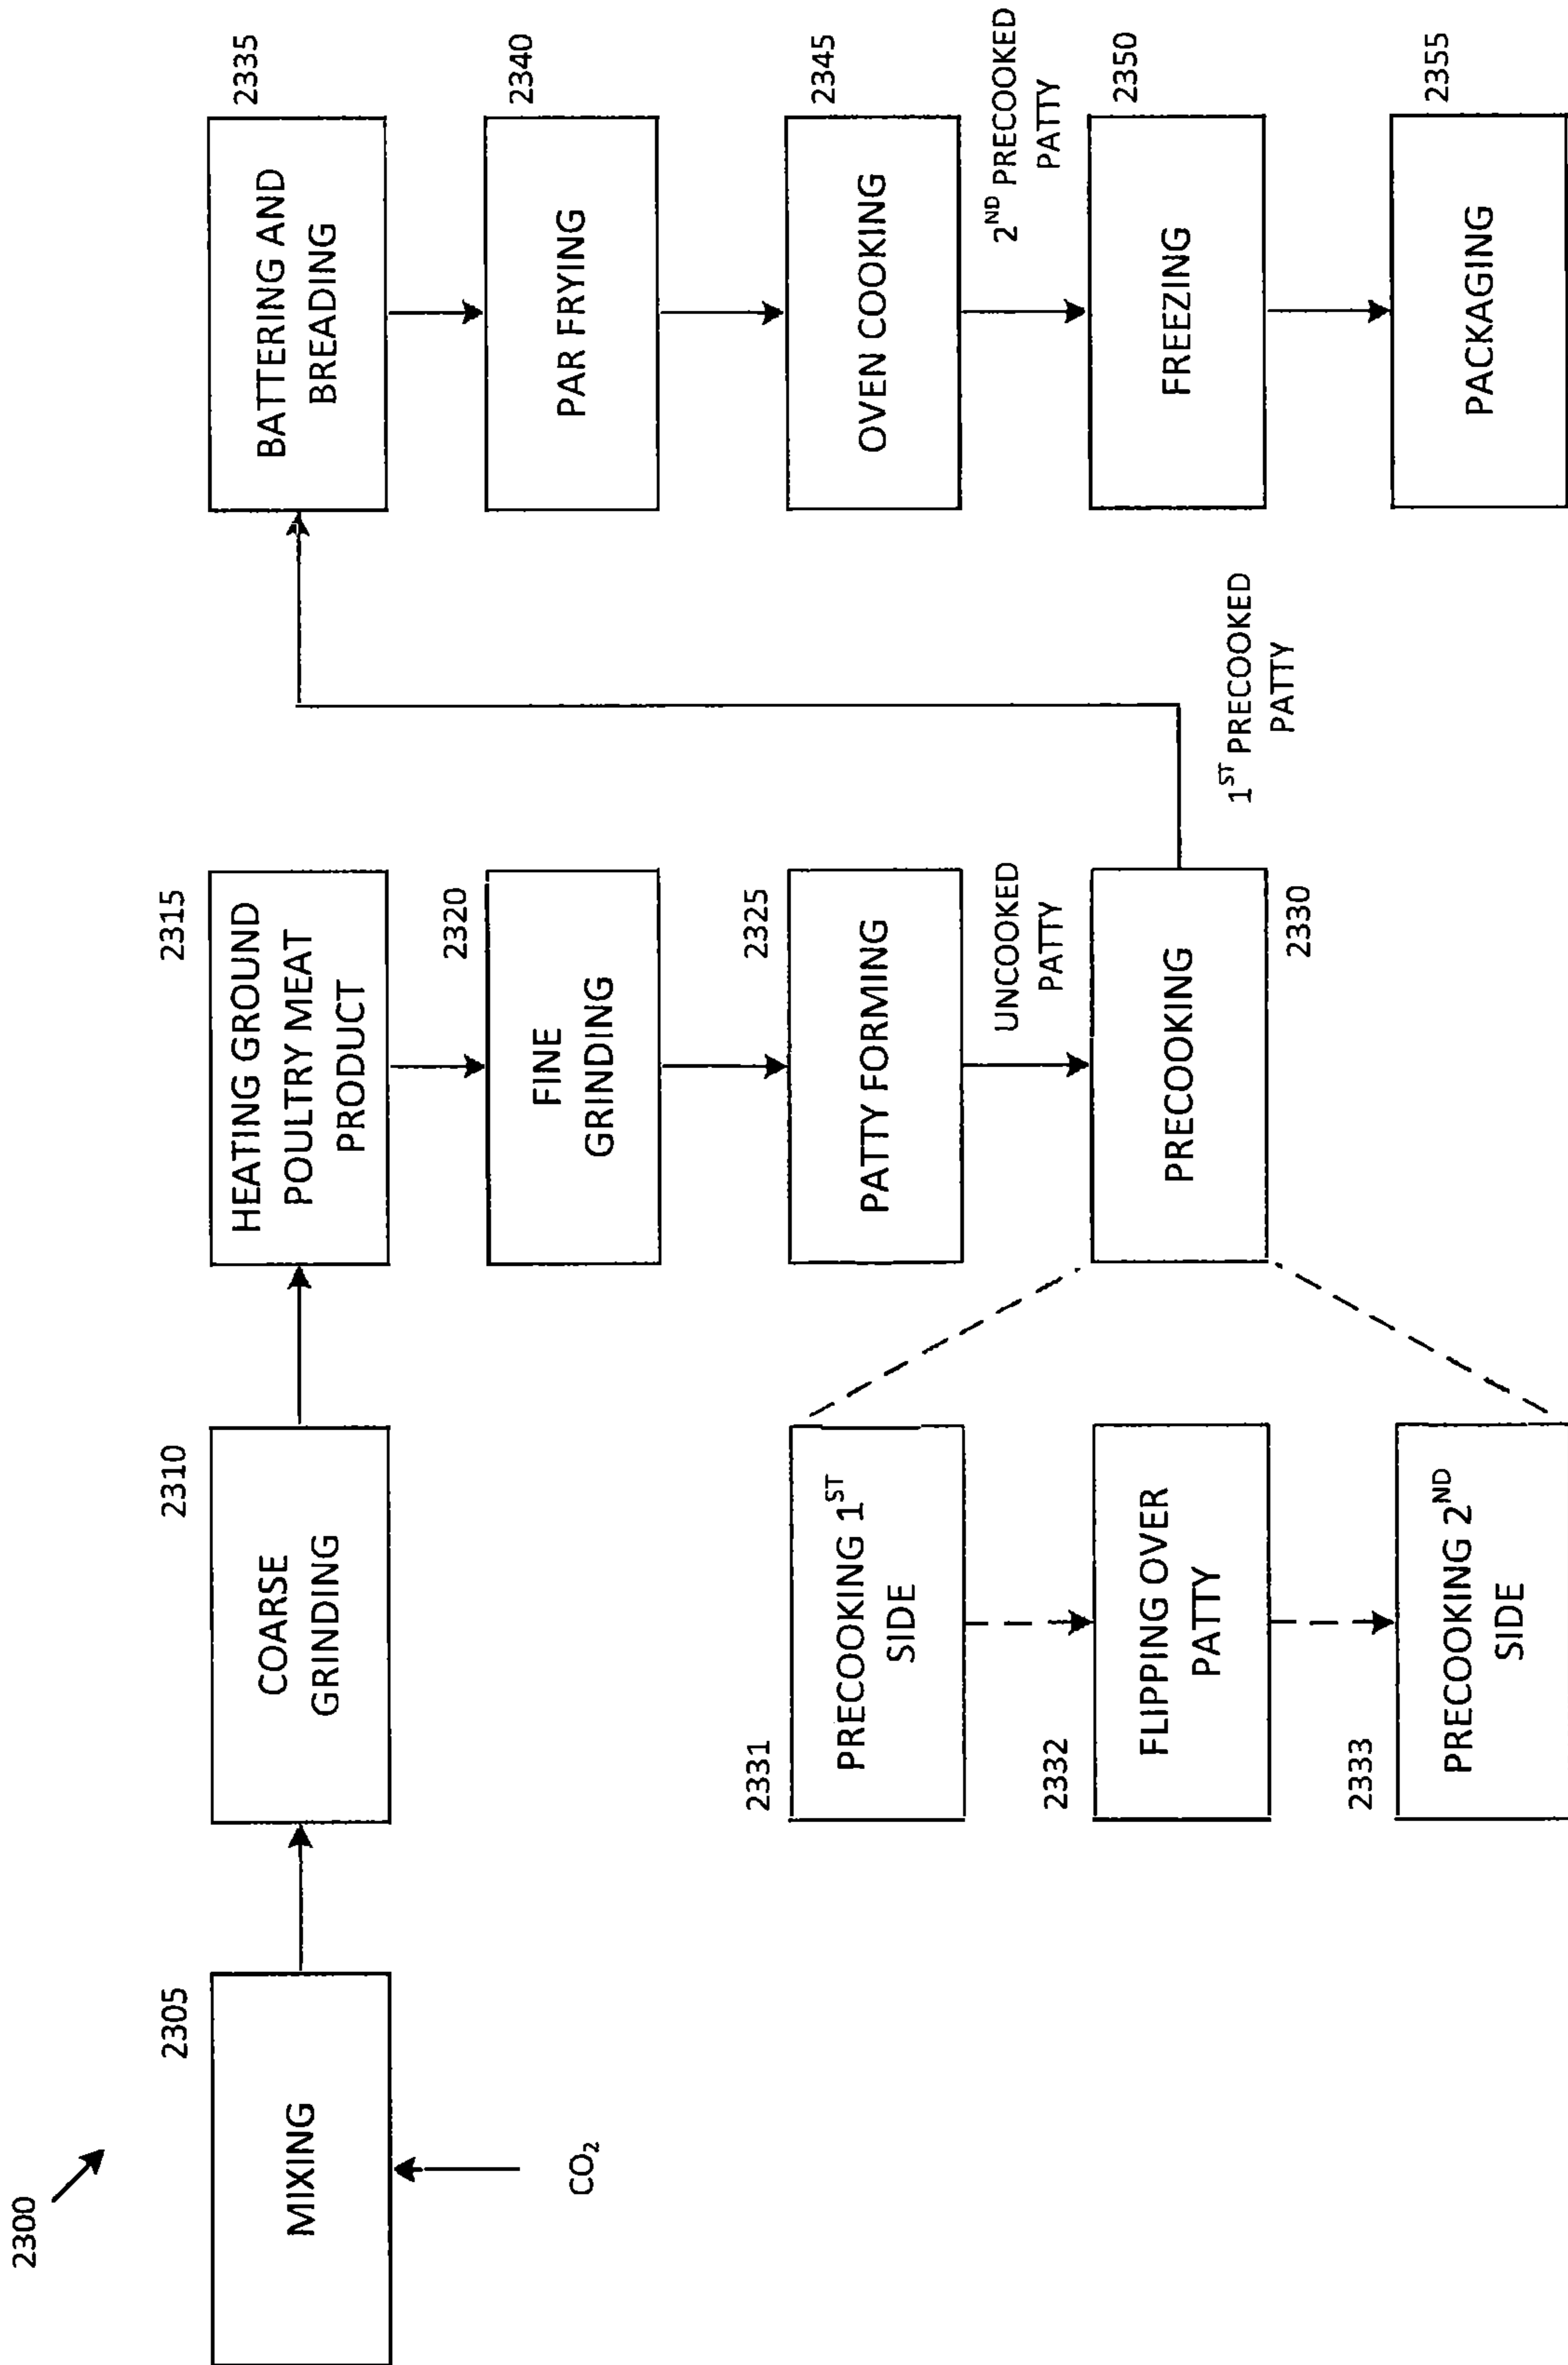 2300
2305
MIXING
CO₂
2310
COARSE
GRINDING
2315
HEATING GROUND
POULTRY MEAT
PRODUCT
2320
FINE
GRINDING
2325
PATTY FORMING
UNCOOKED
PATTY
PRECOOKING
2330
2331
PRECOOKING 1ST
SIDE
2332
FLIPPING OVER
PATTY
2333
PRECOOKING 2ND
SIDE
1ST PRECOOKED
PATTY
2335
BATTERING AND
BREADING
2340
PAR FRYING
2345
OVEN COOKING
2ND PRECOOKED
PATTY
2350
FREEZING
2355
PACKAGING